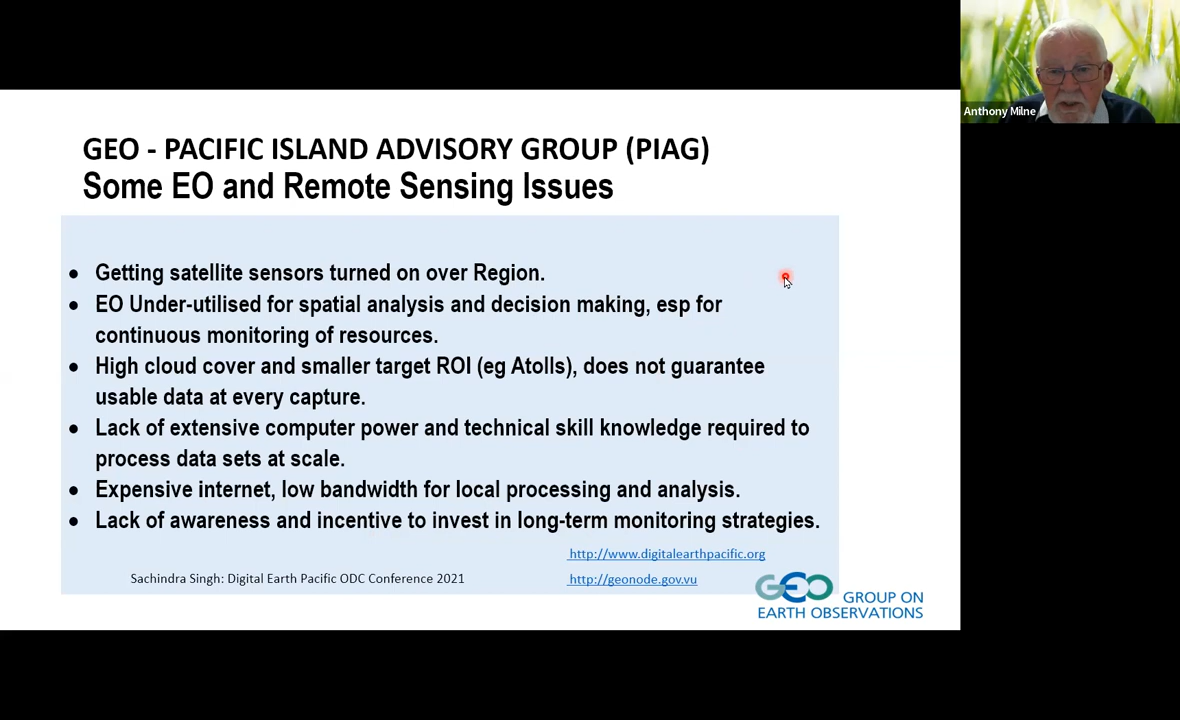 Anthony Milne
GEO - PACIFIC ISLAND ADVISORY GROUP (PIAG)
Some EO and Remote Sensing Issues
● Getting satellite sensors turned on over Region.
● EO Under-utilised for spatial analysis and decision making, esp for
continuous monitoring of resources.
● High cloud cover and smaller target ROI (eg Atolls), does not guarantee
usable data at every capture.
● Lack of extensive computer power and technical skill knowledge required to
process data sets at scale.
● Expensive internet, low bandwidth for local processing and analysis.
● Lack of awareness and incentive to invest in long-term monitoring strategies.
http://www.digitalearthpacific.org
Sachindra Singh: Digital Earth Pacific ODC Conference 2021
http://geonode.gov.vu
GEO GROUP ON
EARTH OBSERVATIONS